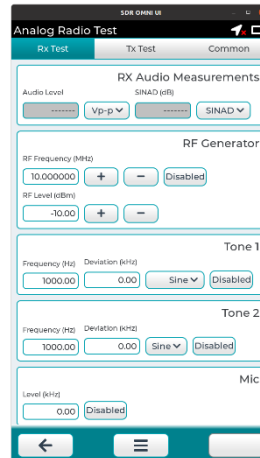 SDR OMNI UI
Analog Radio Test
Rx Test Tx Test Common
RX Audio Measurements
Audio Level SINAD (dB)
------- Vp-p ------- SINAD
RF Generator
RF Frequency (MHz)
10.000000 + − Disabled
RF Level (dBm)
-10.00 + −
Tone 1
Frequency (Hz) Deviation (kHz)
1000.00 0.00 Sine Disabled
Tone 2
Frequency (Hz) Deviation (kHz)
1000.00 0.00 Sine Disabled
Mic
Level (kHz)
0.00 Disabled